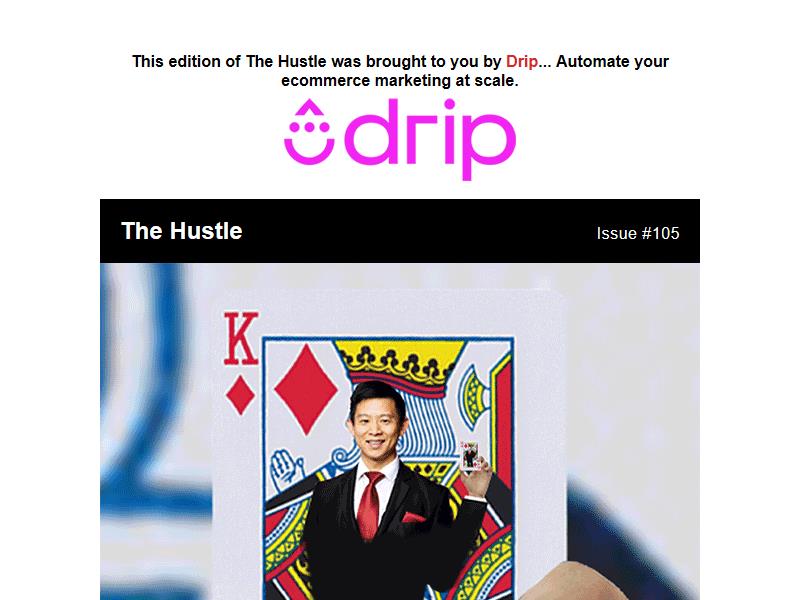 This edition of The Hustle was brought to you by Drip... Automate your
ecommerce marketing at scale.
drip
The Hustle
Issue #105
K